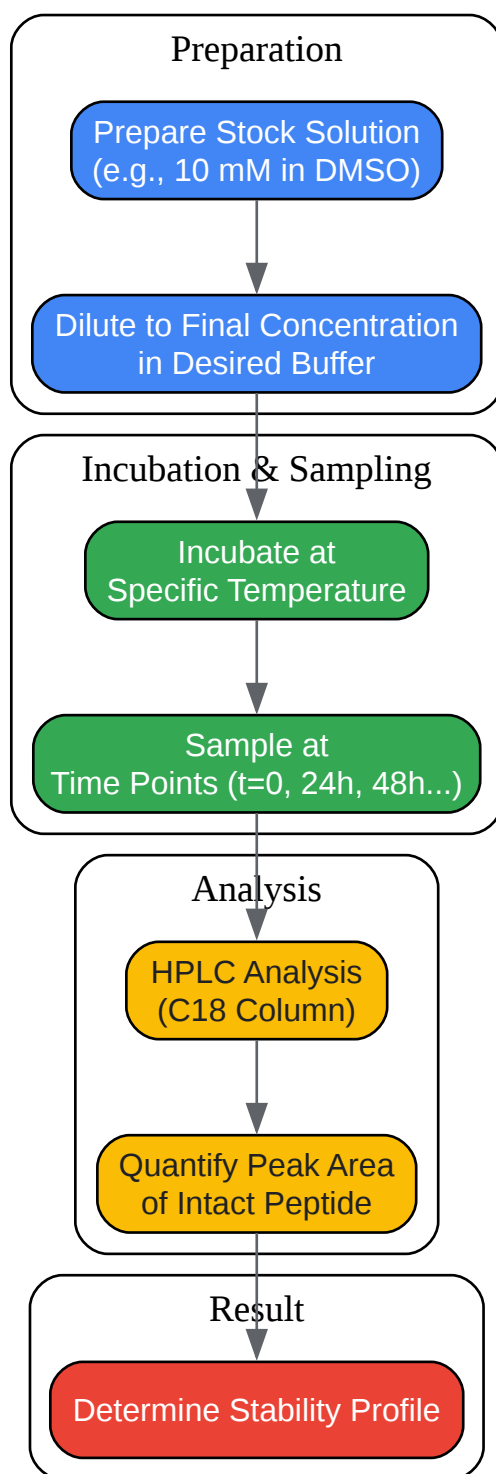 Preparation
Prepare Stock Solution
(e.g., 10 mM in DMSO)
Dilute to Final Concentration
in Desired Buffer
Incubation & Sampling
Incubate at
Specific Temperature
Sample at
Time Points (t=0, 24h, 48h...)
Analysis
HPLC Analysis
(C18 Column)
Quantify Peak Area
of Intact Peptide
Result
Determine Stability Profile